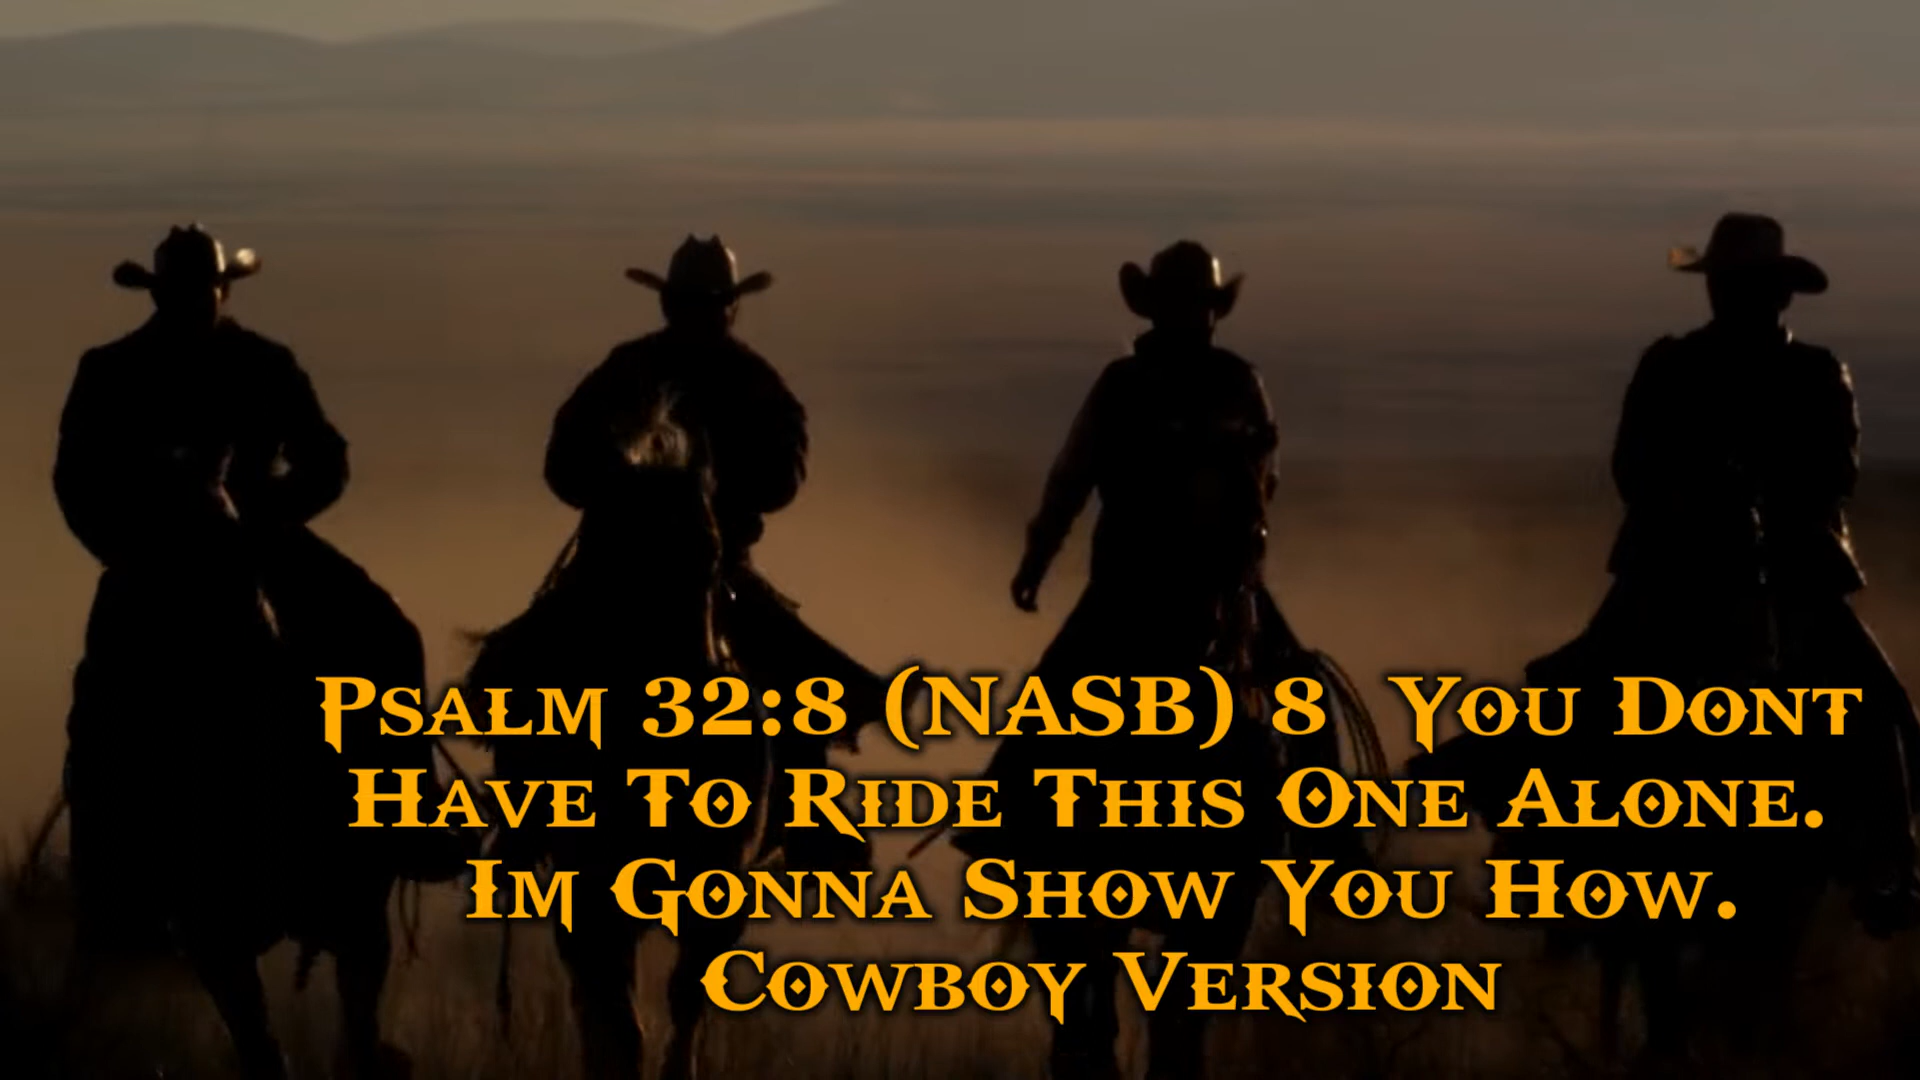 Psalm 32:8 (NASB) 8  You Dont
Have To Ride This One Alone.
Im Gonna Show You How.
Cowboy Version